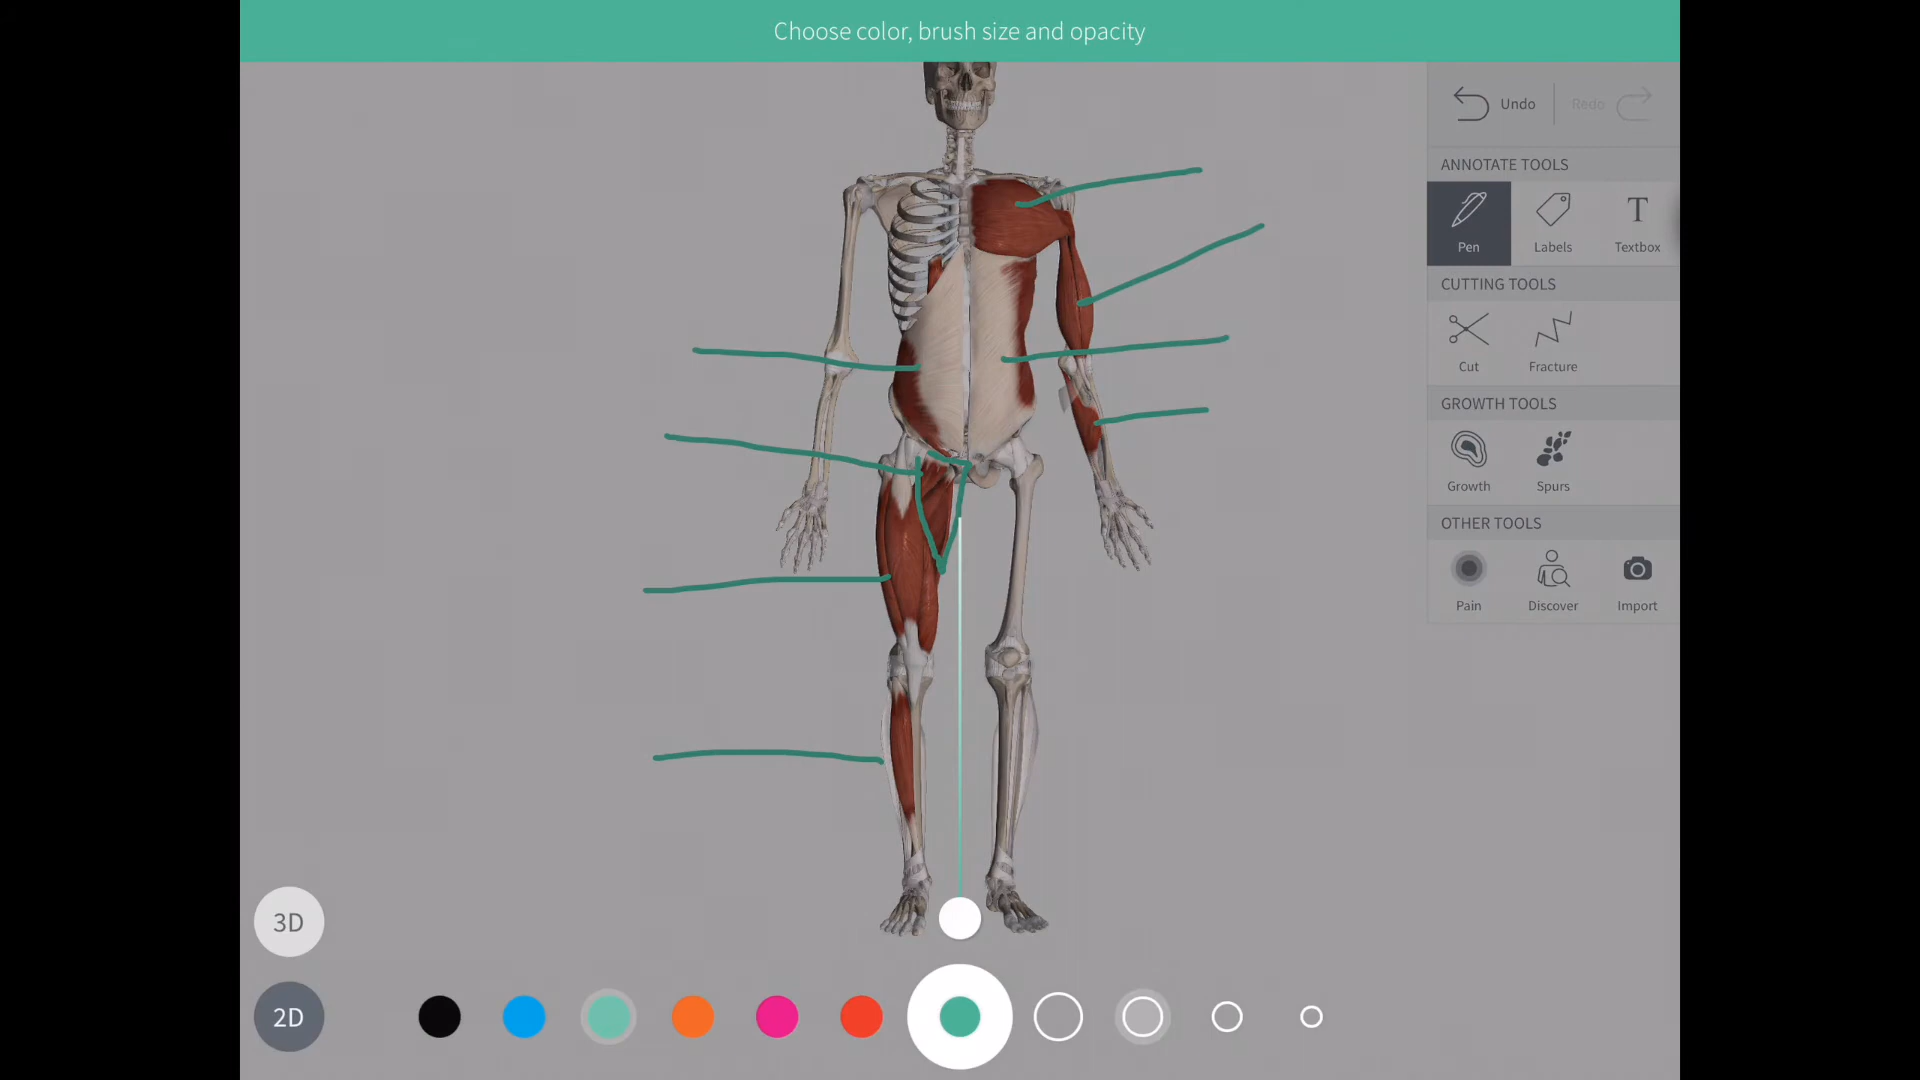 Choose color, brush size and opacity
Undo
Redo
ANNOTATE TOOLS
Pen
Labels
T
Textbox
CUTTING TOOLS
Cut
Fracture
GROWTH TOOLS
Growth
Spurs
OTHER TOOLS
Pain
Discover
Import
3D
2D